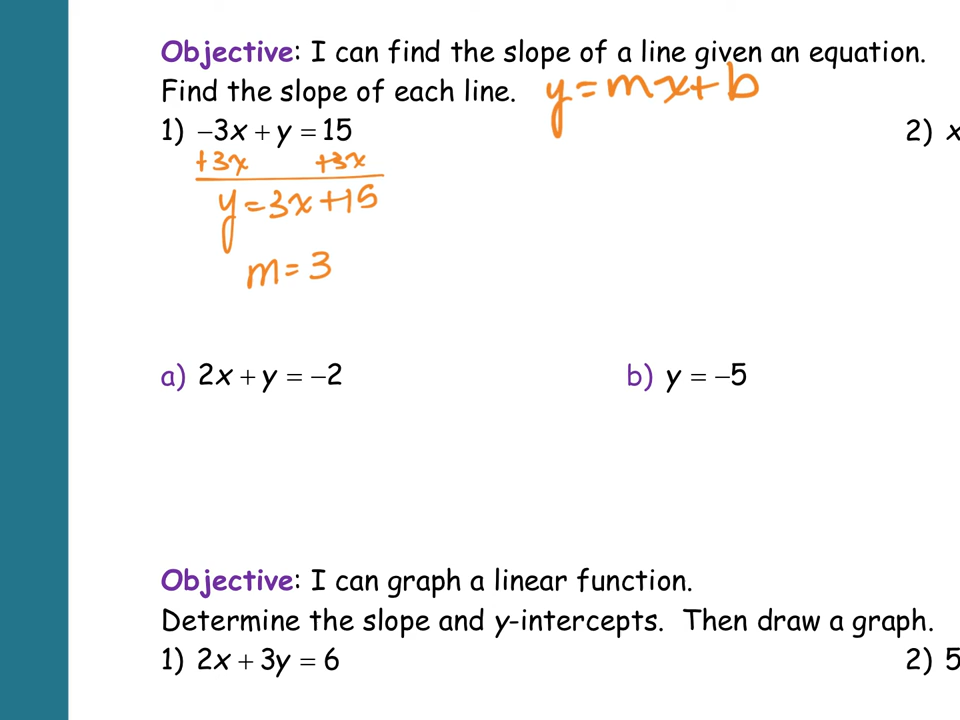 Objective: I can find the slope of a line given an equation.
Find the slope of each line. y = mx + b
1) −3x + y = 15 2) x
+3x +3x
y = 3x + 15
m = 3
a) 2x + y = −2 b) y = −5
Objective: I can graph a linear function.
Determine the slope and y-intercepts. Then draw a graph.
1) 2x + 3y = 6 2) 5